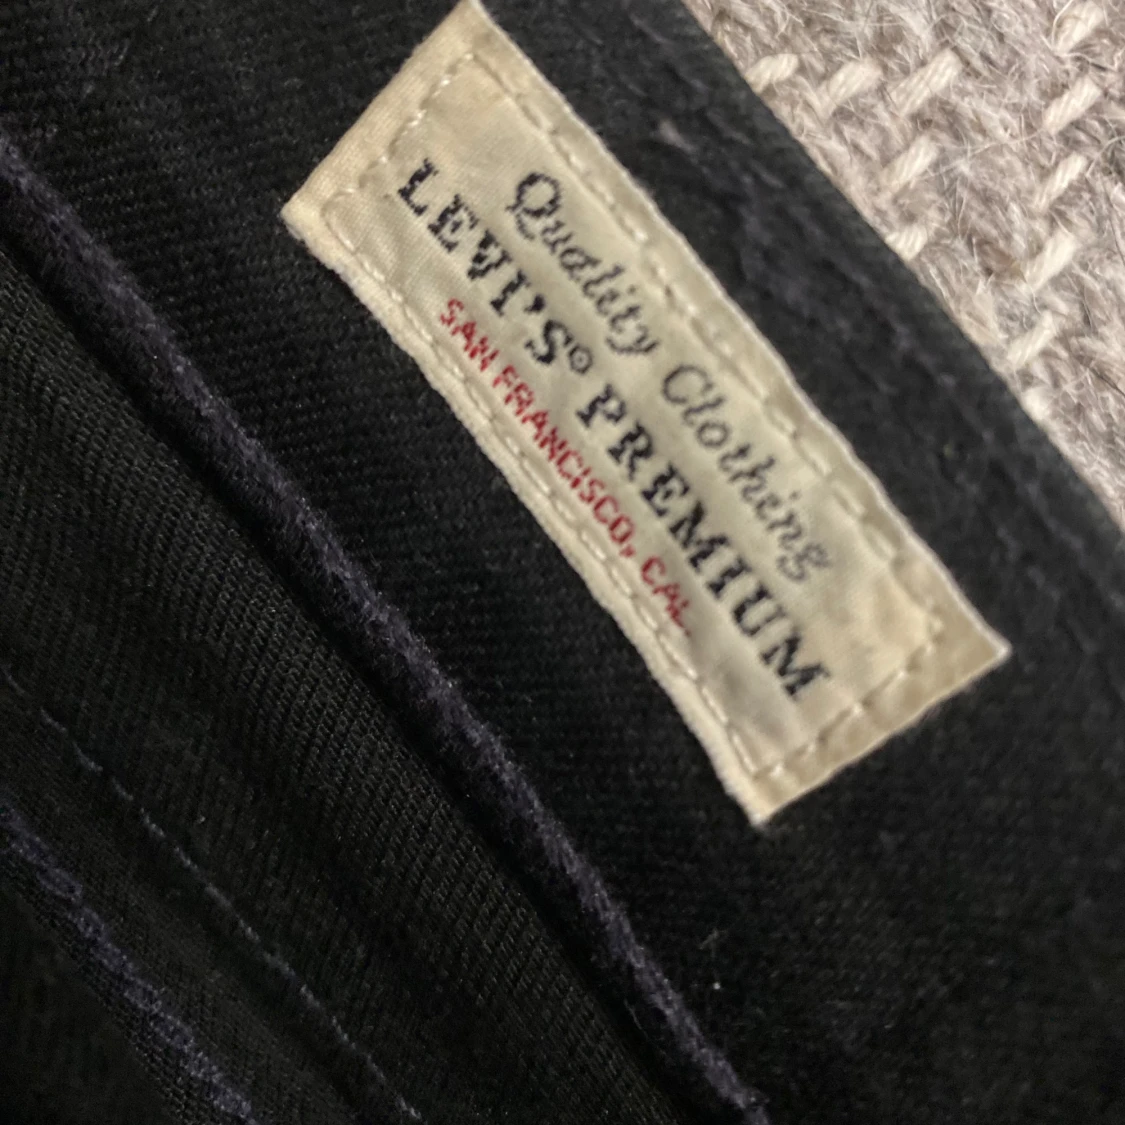 Quality Clothing
LEVI'S® PREMIUM
SAN FRANCISCO, CAL.